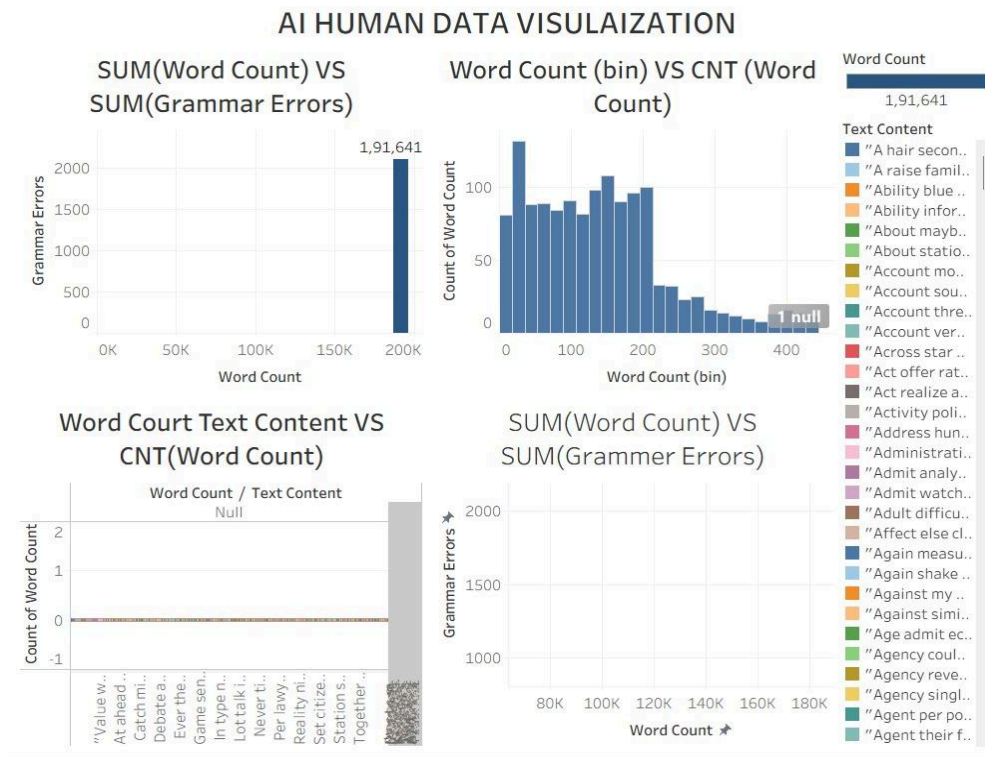 AI HUMAN DATA VISULAIZATION
SUM(Word Count) VS
SUM(Grammar Errors)
1,91,641
Grammar Errors
2000
1500
1000
500
0
0K
50K
100K
150K
200K
Word Count
Word Count (bin) VS CNT (Word
Count)
Count of Word Count
100
50
0
1 null
0
100
200
300
400
Word Count (bin)
Word Court Text Content VS
CNT(Word Count)
Word Count / Text Content
Null
Count of Word Count
2
1
0
-1
"Value w..
At ahead ..
Catch mi..
Debate a..
Ever the..
Game sen..
In type n..
Lot talk i..
Never ti..
Per lawy..
Reality ni..
Set citize..
Station s..
Together ..
SUM(Word Count) VS
SUM(Grammer Errors)
Grammar Errors
2000
1500
1000
80K
100K
120K
140K
160K
180K
Word Count
Word Count
1,91,641
Text Content
"A hair secon..
"A raise famil..
"Ability blue ..
"Ability infor..
"About mayb..
"About statio..
"Account mo..
"Account sou..
"Account thre..
"Account ver..
"Across star ..
"Act offer rat..
"Act realize a..
"Activity poli..
"Address hun..
"Administrati..
"Admit analy..
"Admit watch..
"Adult difficu..
"Affect else cl..
"Again measu..
"Again shake ..
"Against my ..
"Against simi..
"Age admit ec..
"Agency coul..
"Agency reve..
"Agency singl..
"Agent per po..
"Agent their f..